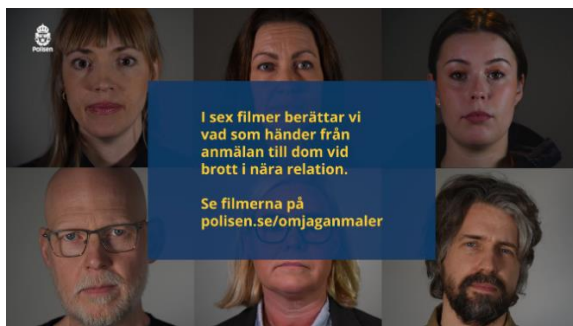 Polisen
I sex filmer berättar vi
vad som händer från
anmälan till dom vid
brott i nära relation.
Se filmerna på
polisen.se/omjaganmaler